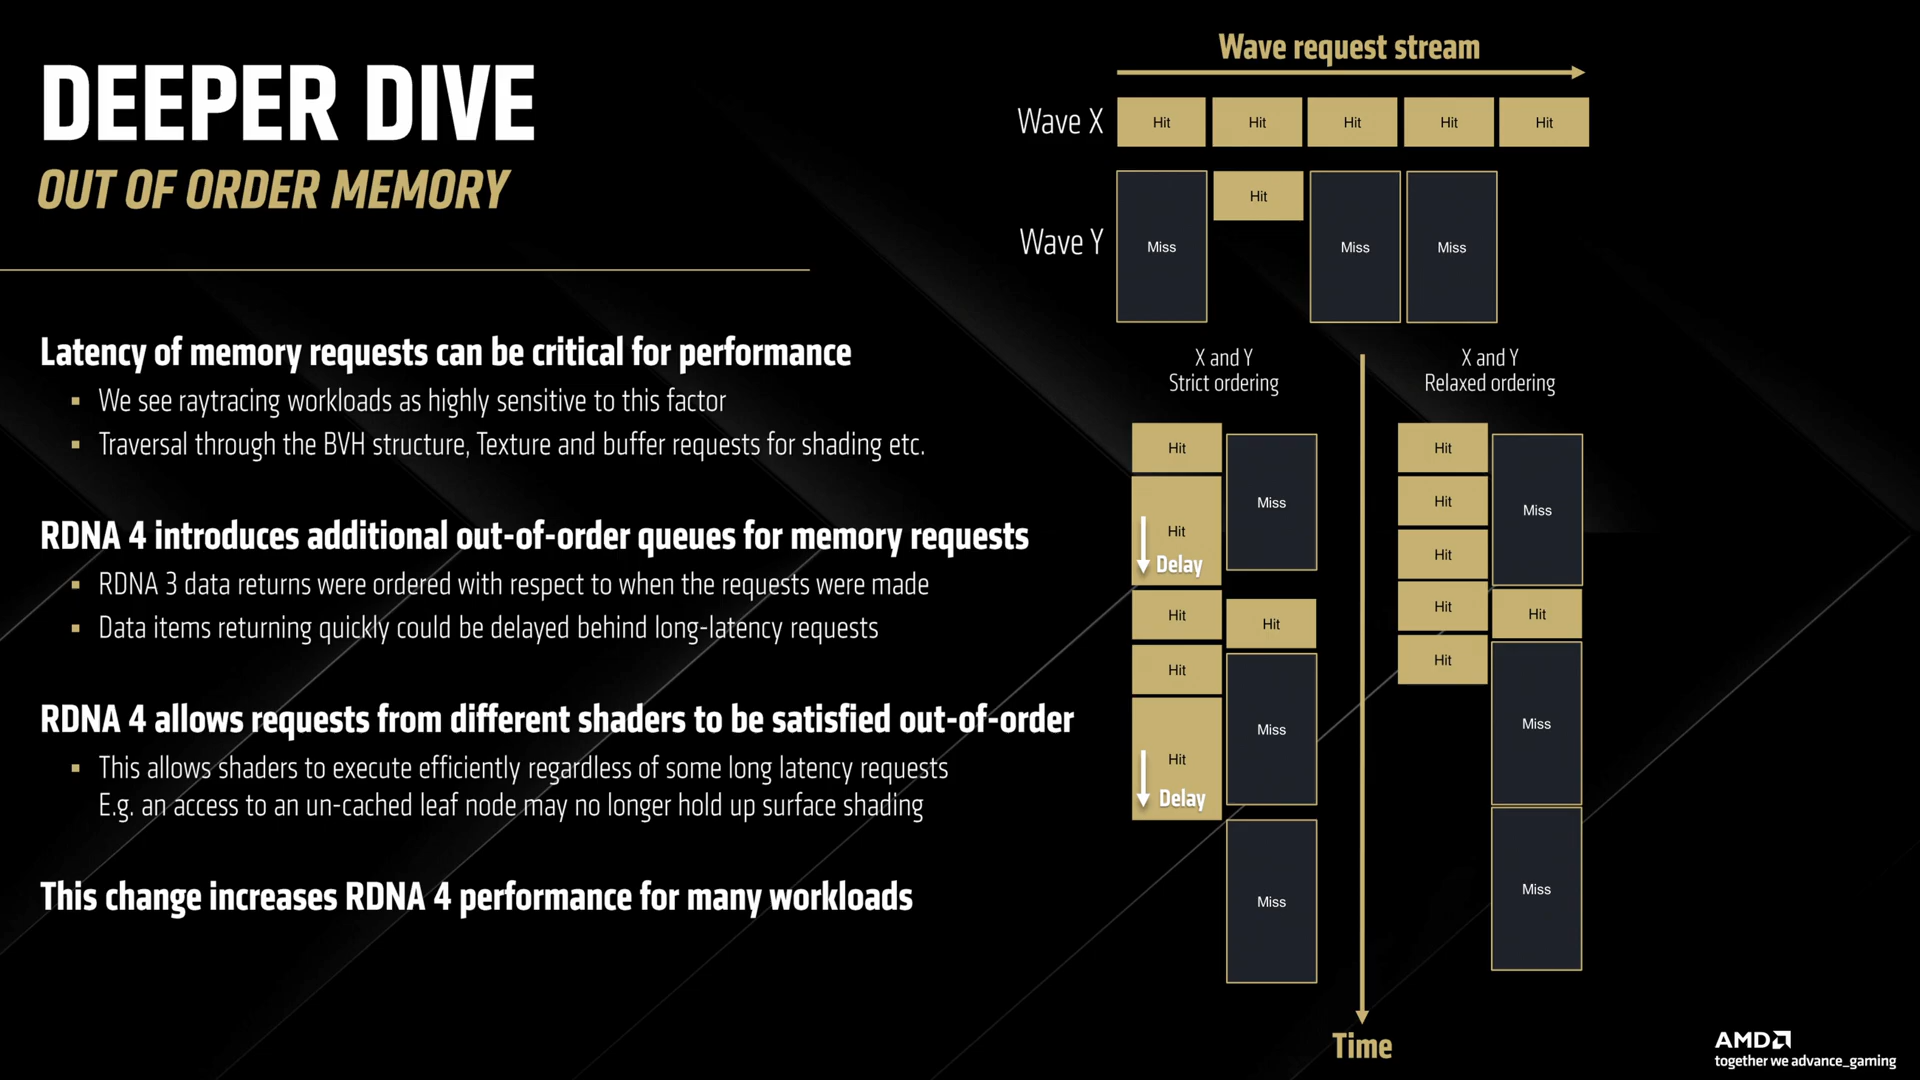 DEEPER DIVE
OUT OF ORDER MEMORY
Latency of memory requests can be critical for performance
We see raytracing workloads as highly sensitive to this factor
Traversal through the BVH structure, Texture and buffer requests for shading etc.
RDNA 4 introduces additional out-of-order queues for memory requests
RDNA 3 data returns were ordered with respect to when the requests were made
Data items returning quickly could be delayed behind long-latency requests
RDNA 4 allows requests from different shaders to be satisfied out-of-order
This allows shaders to execute efficiently regardless of some long latency requests
E.g. an access to an un-cached leaf node may no longer hold up surface shading
This change increases RDNA 4 performance for many workloads
Wave request stream
Wave X Hit Hit Hit Hit Hit
Wave Y Miss Hit Miss Miss
X and Y
Strict ordering
Hit
Miss
Hit
Delay
Hit
Hit
Hit
Miss
Hit
Delay
Miss
X and Y
Relaxed ordering
Hit
Hit
Miss
Hit
Hit
Hit
Hit
Miss
Miss
Time
AMD
together we advance_gaming